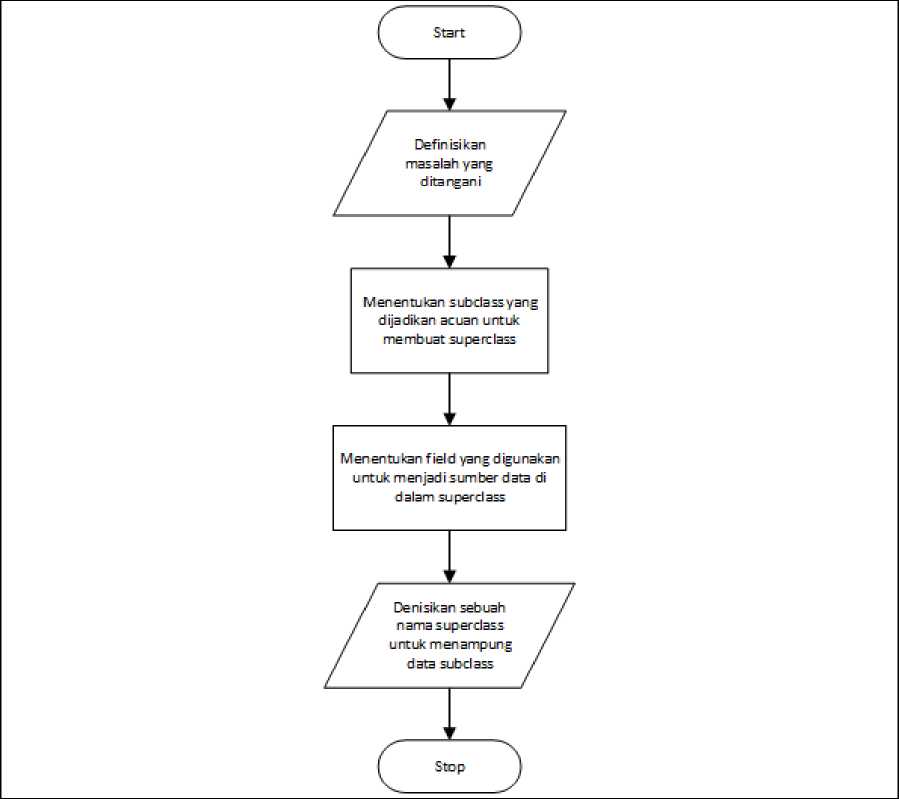 Start
Definisikan
masalah yang
ditangani
Menentukan subclass yang
dijadikan acuan untuk
membuat superclass
Menentukan field yang digunakan
untuk menjadi sumber data di
dalam superclass
Denisikan sebuah
nama superclass
untuk menampung
data subclass
Stop